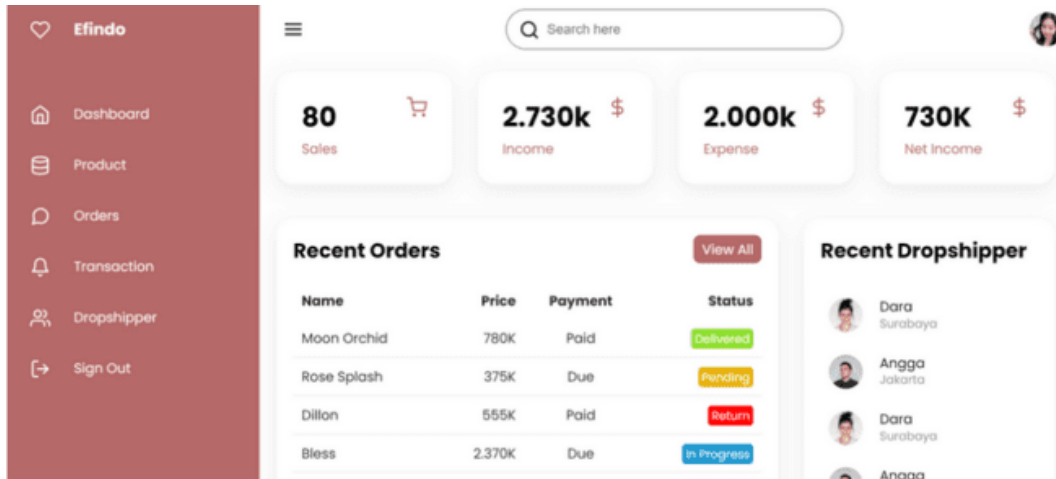 Efindo
Search here
Dashboard
Product
Orders
Transaction
Dropshipper
Sign Out
80
Sales
2.730k $
Income
2.000k $
Expense
730K $
Net Income
Recent Orders
View All
Name Price Payment Status
Moon Orchid 780K Paid Delivered
Rose Splash 375K Due Pending
Dillon 555K Paid Return
Bless 2.370K Due In Progress
Recent Dropshipper
Dara
Surabaya
Angga
Jakarta
Dara
Surabaya
Angga